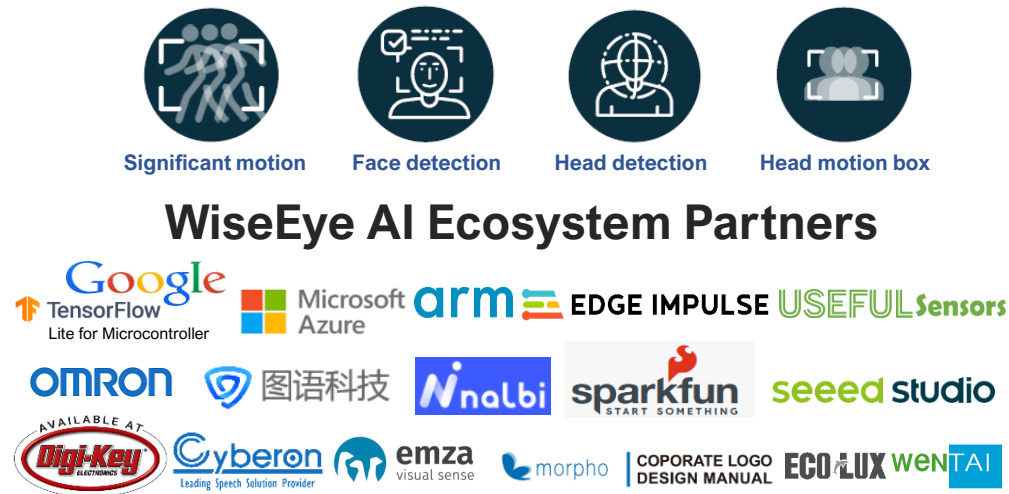 Significant motion
Face detection
Head detection
Head motion box
WiseEye AI Ecosystem Partners
Google
TensorFlow
Lite for Microcontroller
Microsoft
Azure
arm
EDGE IMPULSE
USEFUL Sensors
OMRON
图语科技
nalbi
sparkfun
START SOMETHING
seeed studio
AVAILABLE AT
Digi-Key
ELECTRONICS
Cyberon
Leading Speech Solution Provider
emza
visual sense
morpho
COPORATE LOGO
DESIGN MANUAL
ECO LUX
WENTAI